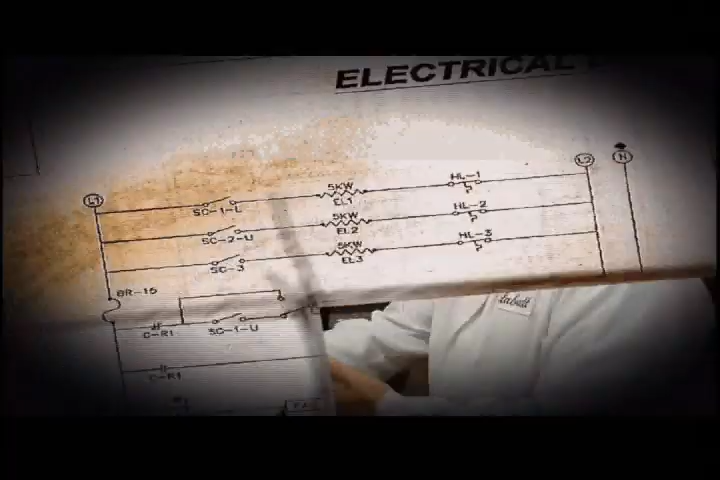 ELECTRICAL
L1
L2
N
SC-1-L
5KW
EL1
HL-1
SC-2-U
5KW
EL2
HL-2
SC-3
5KW
EL3
HL-3
BR-15
C-R1
SC-1-U
C-R1